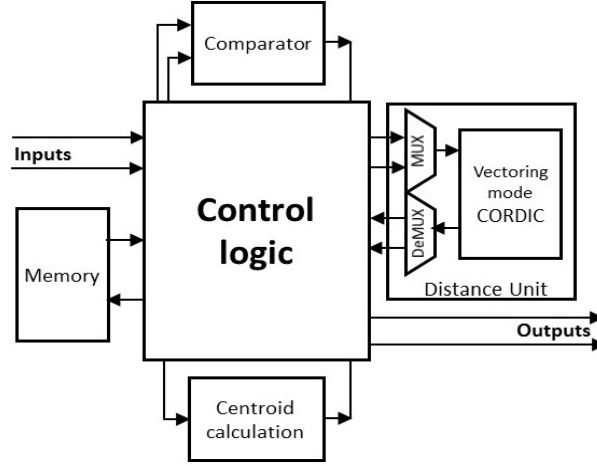 Comparator
Inputs
Control
logic
Memory
MUX
DeMUX
Vectoring
mode
CORDIC
Distance Unit
Outputs
Centroid
calculation